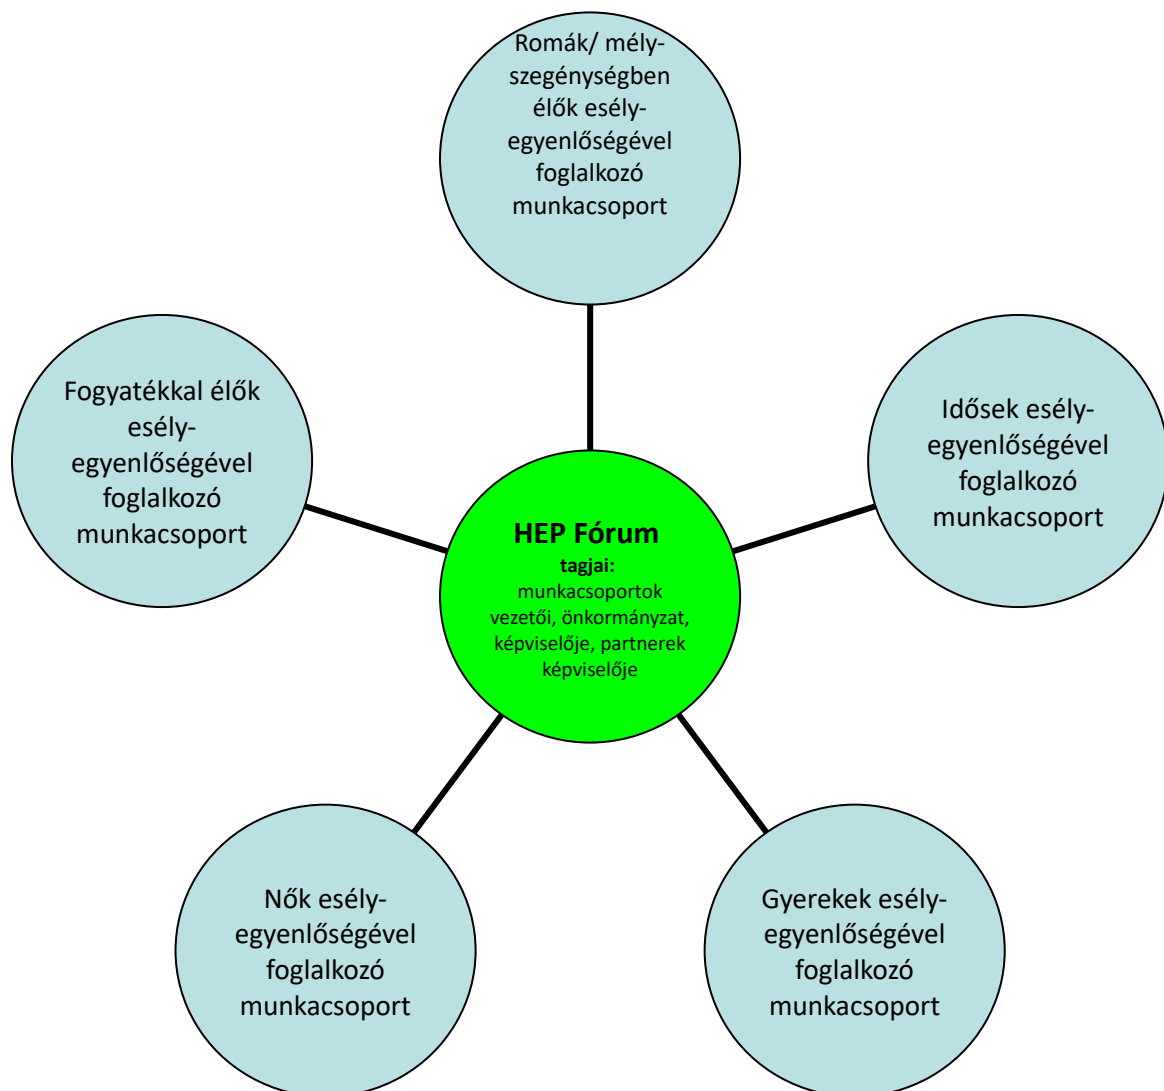 Romák/ mély-
szegénységben
élők esély-
egyenlőségével
foglalkozó
munkacsoport
Fogyatékkal élők
esély-
egyenlőségével
foglalkozó
munkacsoport
Idősek esély-
egyenlőségével
foglalkozó
munkacsoport
HEP Fórum
tagjai:
munkacsoportok
vezetői, önkormányzat,
képviselője, partnerek
képviselője
Nők esély-
egyenlőségével
foglalkozó
munkacsoport
Gyerekek esély-
egyenlőségével
foglalkozó
munkacsoport